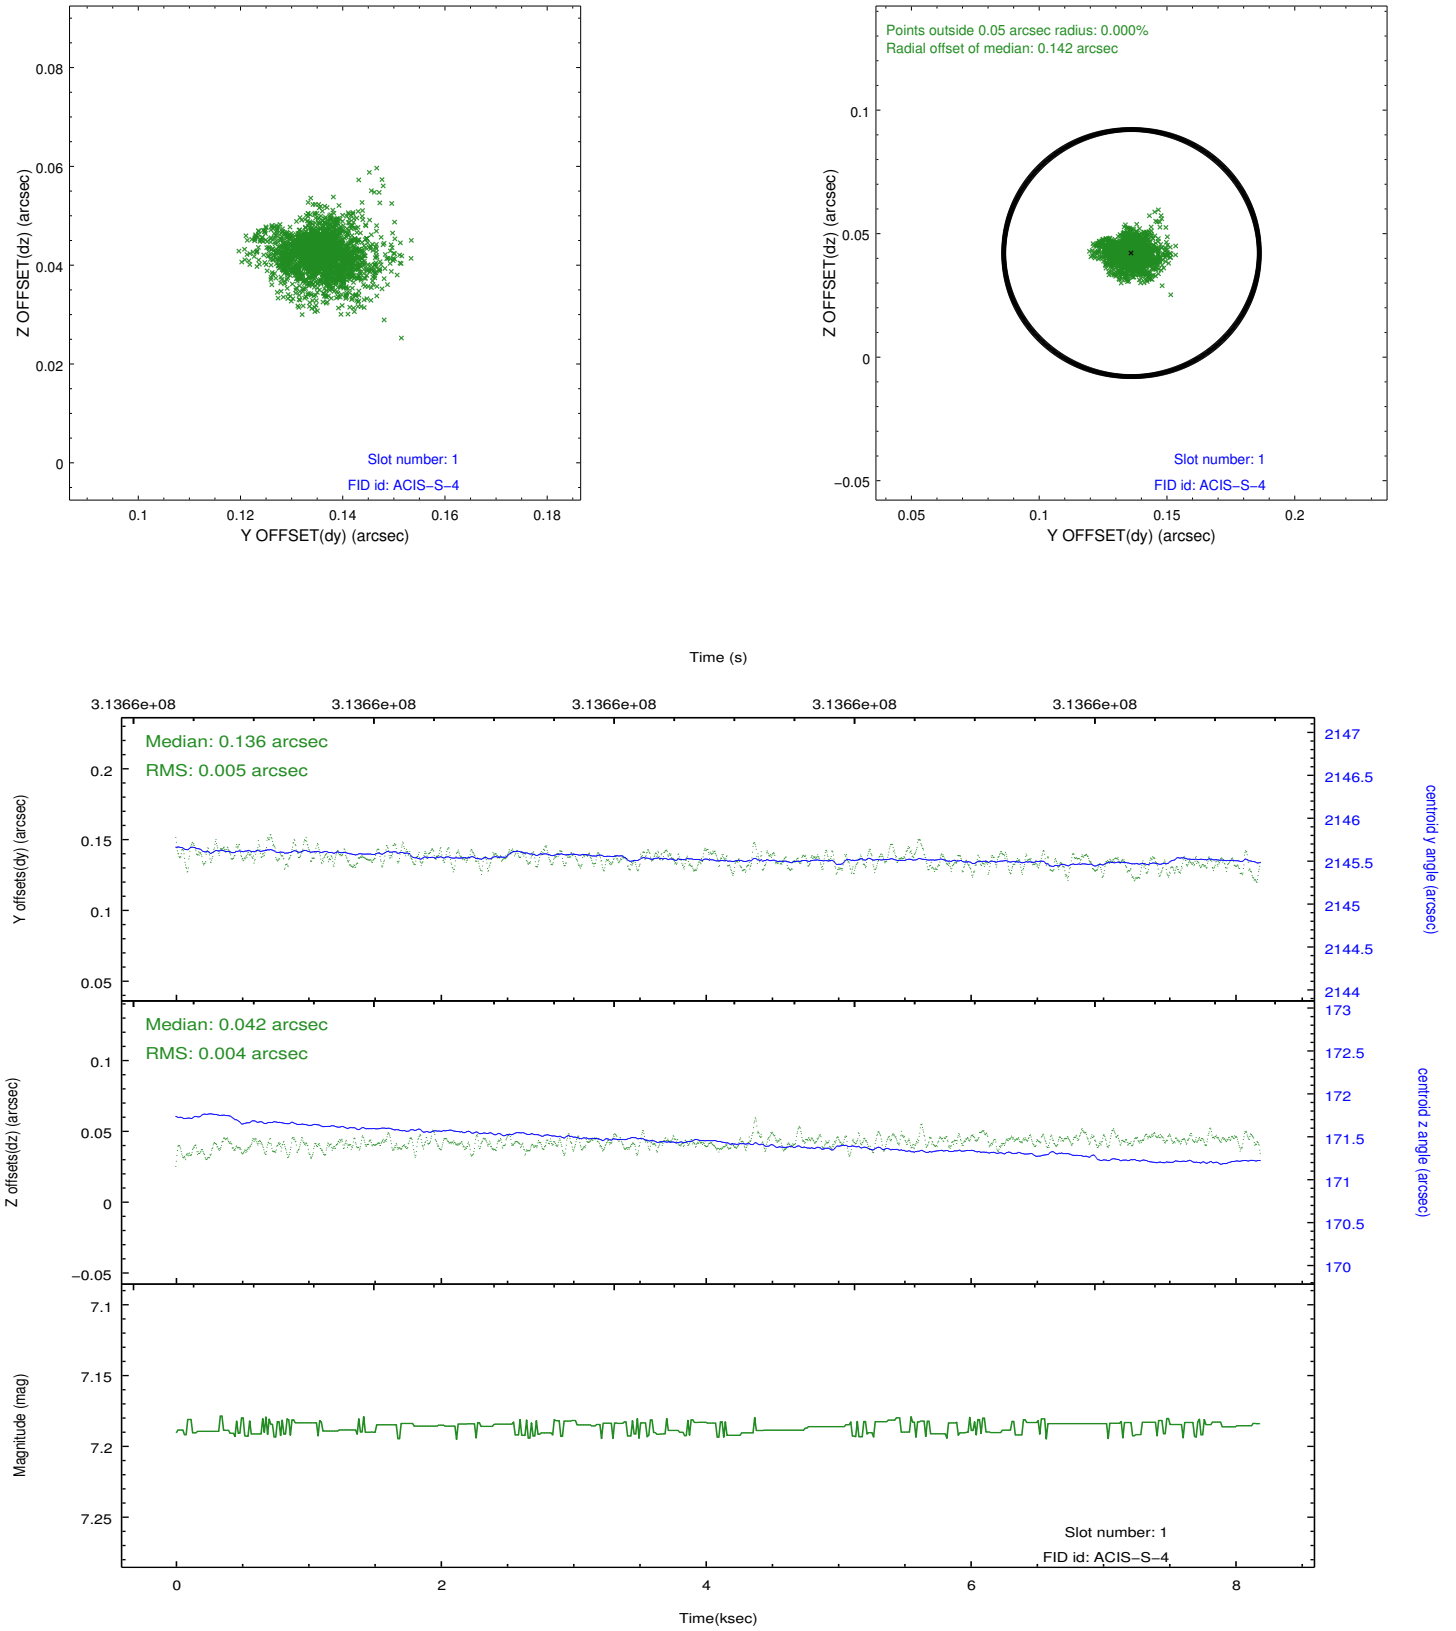 0.08
0.06
0.04
0.02
0
Z OFFSET(dz) (arcsec)
Slot number: 1
FID id: ACIS−S−4
0.1
0.12
0.14
0.16
0.18
Y OFFSET(dy) (arcsec)
Points outside 0.05 arcsec radius: 0.000%
Radial offset of median: 0.142 arcsec
0.1
0.05
0
−0.05
Z OFFSET(dz) (arcsec)
Slot number: 1
FID id: ACIS−S−4
0.05
0.1
0.15
0.2
Y OFFSET(dy) (arcsec)
Time (s)
3.1366e+08
3.1366e+08
3.1366e+08
3.1366e+08
3.1366e+08
Median: 0.136 arcsec
RMS: 0.005 arcsec
0.2
0.15
0.1
0.05
Y offsets(dy) (arcsec)
2147
2146.5
2146
2145.5
2145
2144.5
2144
centroid y angle (arcsec)
Median: 0.042 arcsec
RMS: 0.004 arcsec
0.1
0.05
0
−0.05
Z offsets(dz) (arcsec)
173
172.5
172
171.5
171
170.5
170
centroid z angle (arcsec)
7.1
7.15
7.2
7.25
Magnitude (mag)
Slot number: 1
FID id: ACIS−S−4
0
2
4
6
8
Time(ksec)